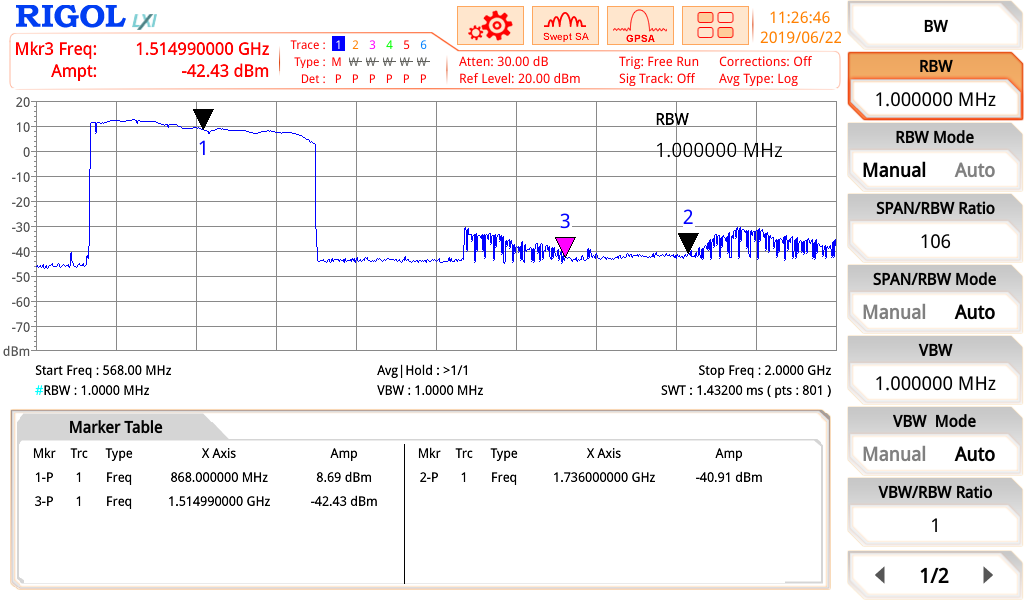 RIGOL LXI
Mkr3 Freq: 1.514990000 GHz
Ampt: -42.43 dBm
Trace : 1 2 3 4 5 6
Type : M W W W W W
Det : P P P P P P
Swept SA
GPSA
11:26:46
2019/06/22
Atten: 30.00 dB
Ref Level: 20.00 dBm
Trig: Free Run
Sig Track: Off
Corrections: Off
Avg Type: Log
20
10
0
-10
-20
-30
-40
-50
-60
-70
dBm
1
3
2
RBW
1.000000 MHz
Start Freq : 568.00 MHz
Avg|Hold : >1/1
Stop Freq : 2.0000 GHz
#RBW : 1.0000 MHz
VBW : 1.0000 MHz
SWT : 1.43200 ms ( pts : 801 )
Marker Table
Mkr Trc Type X Axis Amp
1-P 1 Freq 868.000000 MHz 8.69 dBm
3-P 1 Freq 1.514990000 GHz -42.43 dBm
Mkr Trc Type X Axis Amp
2-P 1 Freq 1.736000000 GHz -40.91 dBm
BW
RBW
1.000000 MHz
RBW Mode
Manual Auto
SPAN/RBW Ratio
106
SPAN/RBW Mode
Manual Auto
VBW
1.000000 MHz
VBW Mode
Manual Auto
VBW/RBW Ratio
1
1/2